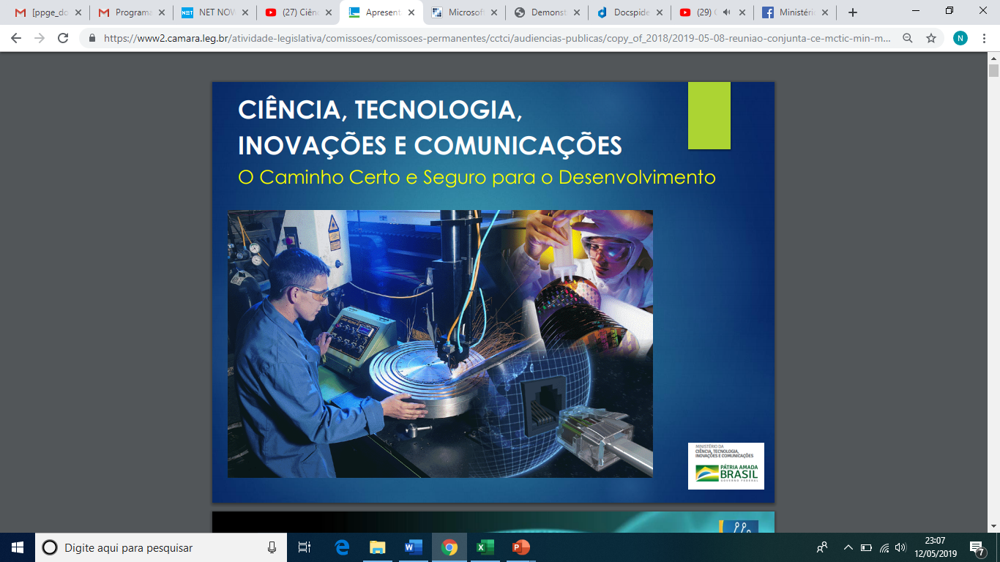 [ppge_do
Programa
NET NOW
(27) Ciên
Apresent
Microsof
Demonst
Docspide
(29)
Ministéri
https://www2.camara.leg.br/atividade-legislativa/comissoes/comissoes-permanentes/cctci/audiencias-publicas/copy_of_2018/2019-05-08-reuniao-conjunta-ce-mctic-min-m...
N
CIÊNCIA, TECNOLOGIA,
INOVAÇÕES E COMUNICAÇÕES
O Caminho Certo e Seguro para o Desenvolvimento
MINISTÉRIO DA
CIÊNCIA, TECNOLOGIA,
INOVAÇÕES E COMUNICAÇÕES
PÁTRIA AMADA
BRASIL
GOVERNO FEDERAL
Digite aqui para pesquisar
23:07
12/05/2019
7